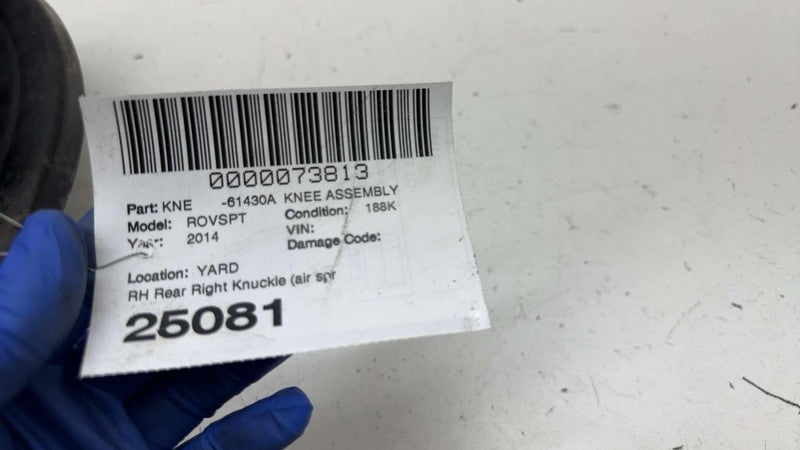 0000073813
Part: KNE -61430A KNEE ASSEMBLY
Model: ROVSPT Condition: 188K
Year: 2014 VIN:
Damage Code:
Location: YARD
RH Rear Right Knuckle (air spr
25081